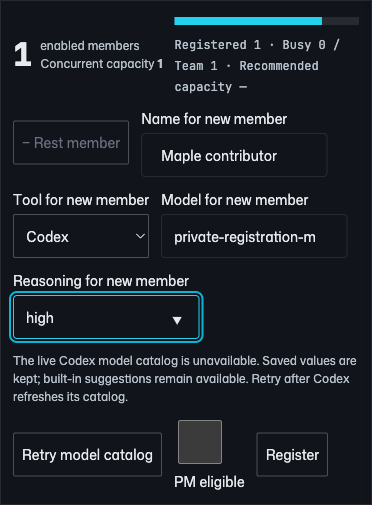 1
enabled members
Concurrent capacity 1
Registered 1 · Busy 0 /
Team 1 · Recommended
capacity —
− Rest member
Name for new member
Maple contributor
Tool for new member
Codex
Model for new member
private-registration-m
Reasoning for new member
high
The live Codex model catalog is unavailable. Saved values are
kept; built-in suggestions remain available. Retry after Codex
refreshes its catalog.
Retry model catalog
PM eligible
Register